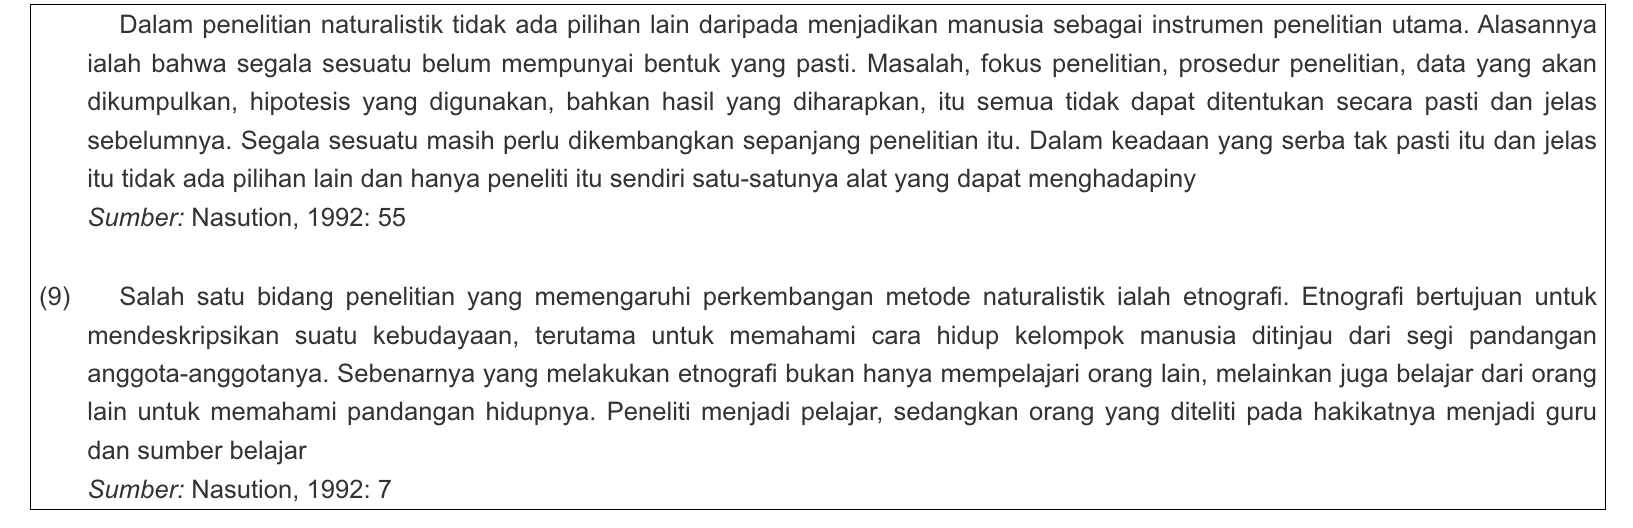 Dalam penelitian naturalistik tidak ada pilihan lain daripada menjadikan manusia sebagai instrumen penelitian utama. Alasannya
ialah bahwa segala sesuatu belum mempunyai bentuk yang pasti. Masalah, fokus penelitian, prosedur penelitian, data yang akan
dikumpulkan, hipotesis yang digunakan, bahkan hasil yang diharapkan, itu semua tidak dapat ditentukan secara pasti dan jelas
sebelumnya. Segala sesuatu masih perlu dikembangkan sepanjang penelitian itu. Dalam keadaan yang serba tak pasti itu dan jelas
itu tidak ada pilihan lain dan hanya peneliti itu sendiri satu-satunya alat yang dapat menghadapiny
Sumber: Nasution, 1992: 55
(9) Salah satu bidang penelitian yang memengaruhi perkembangan metode naturalistik ialah etnografi. Etnografi bertujuan untuk
mendeskripsikan suatu kebudayaan, terutama untuk memahami cara hidup kelompok manusia ditinjau dari segi pandangan
anggota-anggotanya. Sebenarnya yang melakukan etnografi bukan hanya mempelajari orang lain, melainkan juga belajar dari orang
lain untuk memahami pandangan hidupnya. Peneliti menjadi pelajar, sedangkan orang yang diteliti pada hakikatnya menjadi guru
dan sumber belajar
Sumber: Nasution, 1992: 7